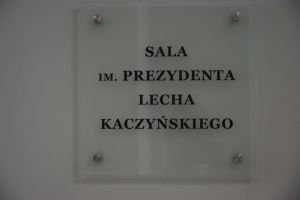 SALA
IM. PREZYDENTA
LECHA
KACZYŃSKIEGO